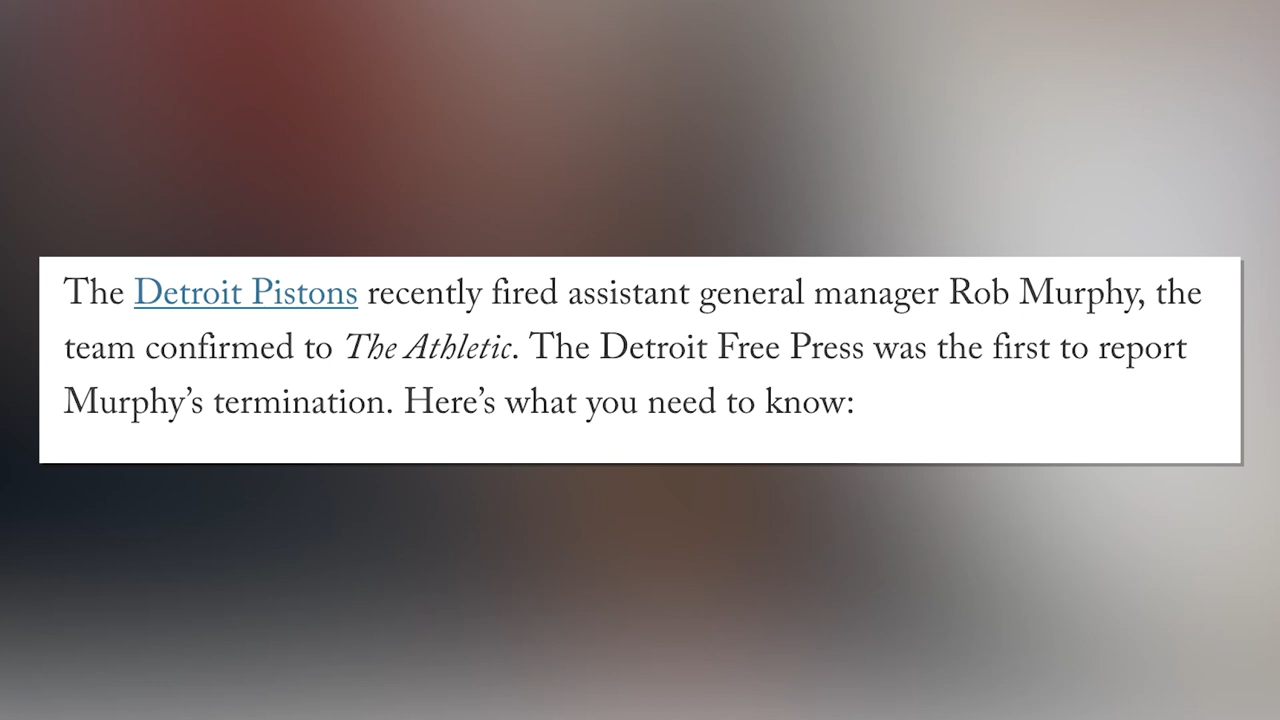 The Detroit Pistons recently fired assistant general manager Rob Murphy, the
team confirmed to The Athletic. The Detroit Free Press was the first to report
Murphy’s termination. Here’s what you need to know: